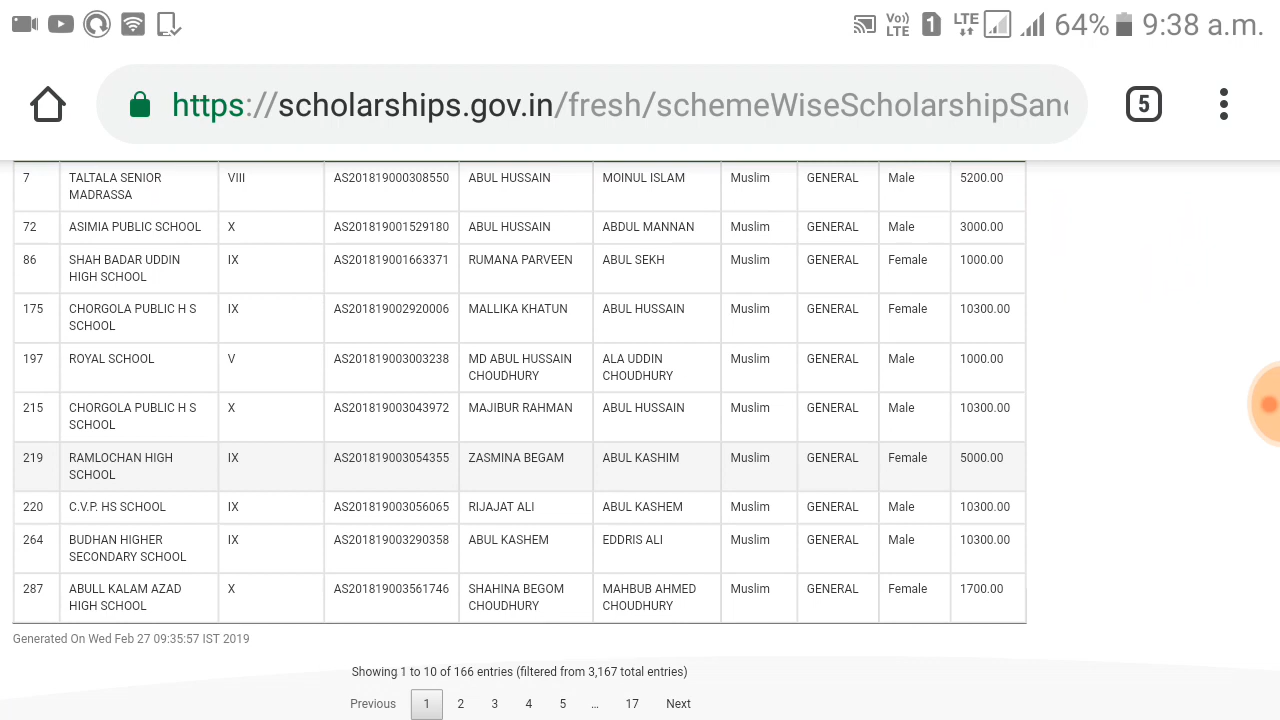 Vo)) LTE 1 LTE 64% 9:38 a.m.
https://scholarships.gov.in/fresh/schemeWiseScholarshipSan 5
7 TALTALA SENIOR MADRASSA VIII AS201819000308550 ABUL HUSSAIN MOINUL ISLAM Muslim GENERAL Male 5200.00
72 ASIMIA PUBLIC SCHOOL X AS201819001529180 ABUL HUSSAIN ABDUL MANNAN Muslim GENERAL Male 3000.00
86 SHAH BADAR UDDIN HIGH SCHOOL IX AS201819001663371 RUMANA PARVEEN ABUL SEKH Muslim GENERAL Female 1000.00
175 CHORGOLA PUBLIC H S SCHOOL IX AS201819002920006 MALLIKA KHATUN ABUL HUSSAIN Muslim GENERAL Female 10300.00
197 ROYAL SCHOOL V AS201819003003238 MD ABUL HUSSAIN CHOUDHURY ALA UDDIN CHOUDHURY Muslim GENERAL Male 1000.00
215 CHORGOLA PUBLIC H S SCHOOL X AS201819003043972 MAJIBUR RAHMAN ABUL HUSSAIN Muslim GENERAL Male 10300.00
219 RAMLOCHAN HIGH SCHOOL IX AS201819003054355 ZASMINA BEGAM ABUL KASHIM Muslim GENERAL Female 5000.00
220 C.V.P. HS SCHOOL IX AS201819003056065 RIJAJAT ALI ABUL KASHEM Muslim GENERAL Male 10300.00
264 BUDHAN HIGHER SECONDARY SCHOOL IX AS201819003290358 ABUL KASHEM EDDRIS ALI Muslim GENERAL Male 10300.00
287 ABULL KALAM AZAD HIGH SCHOOL X AS201819003561746 SHAHINA BEGOM CHOUDHURY MAHBUB AHMED CHOUDHURY Muslim GENERAL Female 1700.00
Generated On Wed Feb 27 09:35:57 IST 2019
Showing 1 to 10 of 166 entries (filtered from 3,167 total entries)
Previous 1 2 3 4 5 ... 17 Next